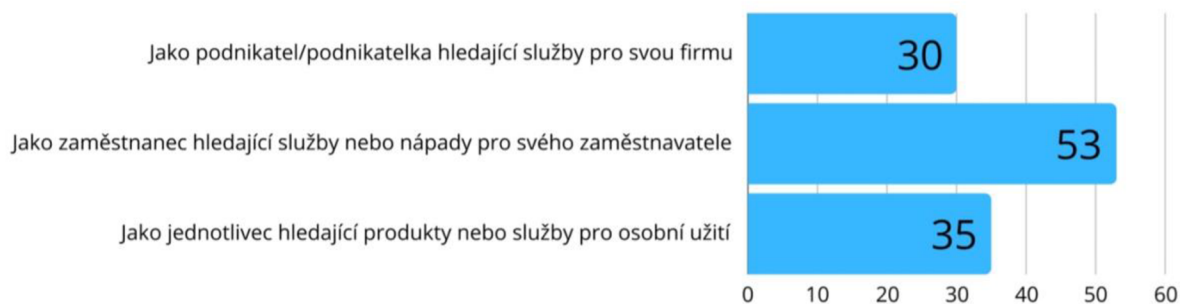 Jako podnikatel/podnikatelka hledající služby pro svou firmu
30
Jako zaměstnanec hledající služby nebo nápady pro svého zaměstnavatele
53
Jako jednotlivec hledající produkty nebo služby pro osobní užití
35
0 10 20 30 40 50 60